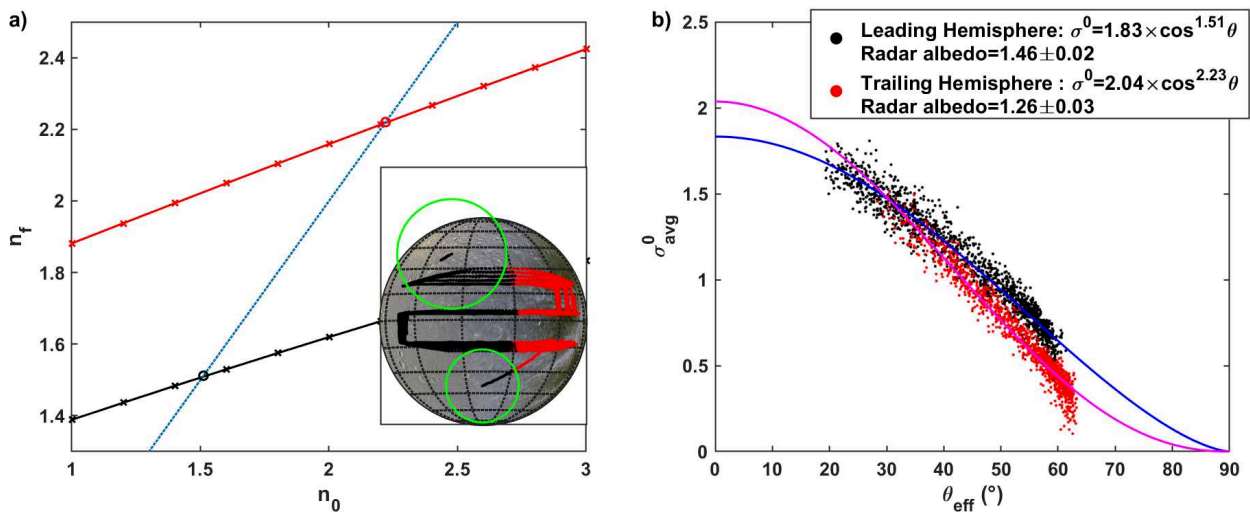 a)
2.4
2.2
2
1.8
1.6
1.4
n_f
1
1.5
2
2.5
3
n_0
b)
Leading Hemisphere: σ^0=1.83×cos^1.51θ
Radar albedo=1.46±0.02
Trailing Hemisphere : σ^0=2.04×cos^2.23θ
Radar albedo=1.26±0.03
2.5
2
1.5
1
0.5
0
σ^0_avg
0
10
20
30
40
50
60
70
80
90
θ_eff (°)